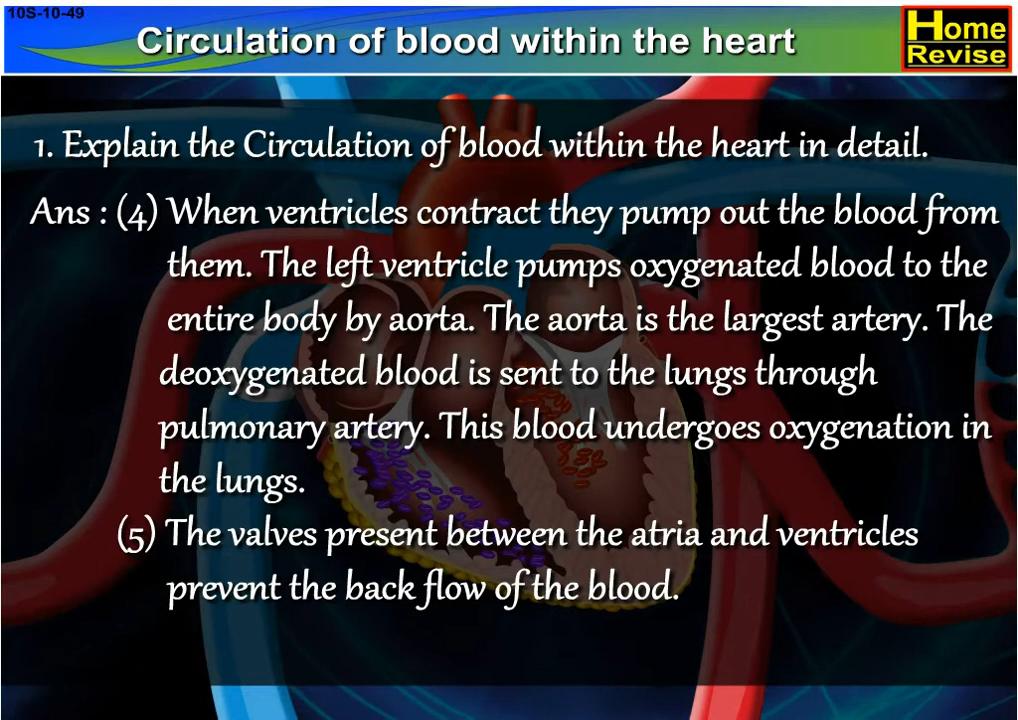 10S-10-49
Circulation of blood within the heart
Home
Revise
1. Explain the Circulation of blood within the heart in detail.
Ans : (4) When ventricles contract they pump out the blood from
them. The left ventricle pumps oxygenated blood to the
entire body by aorta. The aorta is the largest artery. The
deoxygenated blood is sent to the lungs through
pulmonary artery. This blood undergoes oxygenation in
the lungs.
(5) The valves present between the atria and ventricles
prevent the back flow of the blood.